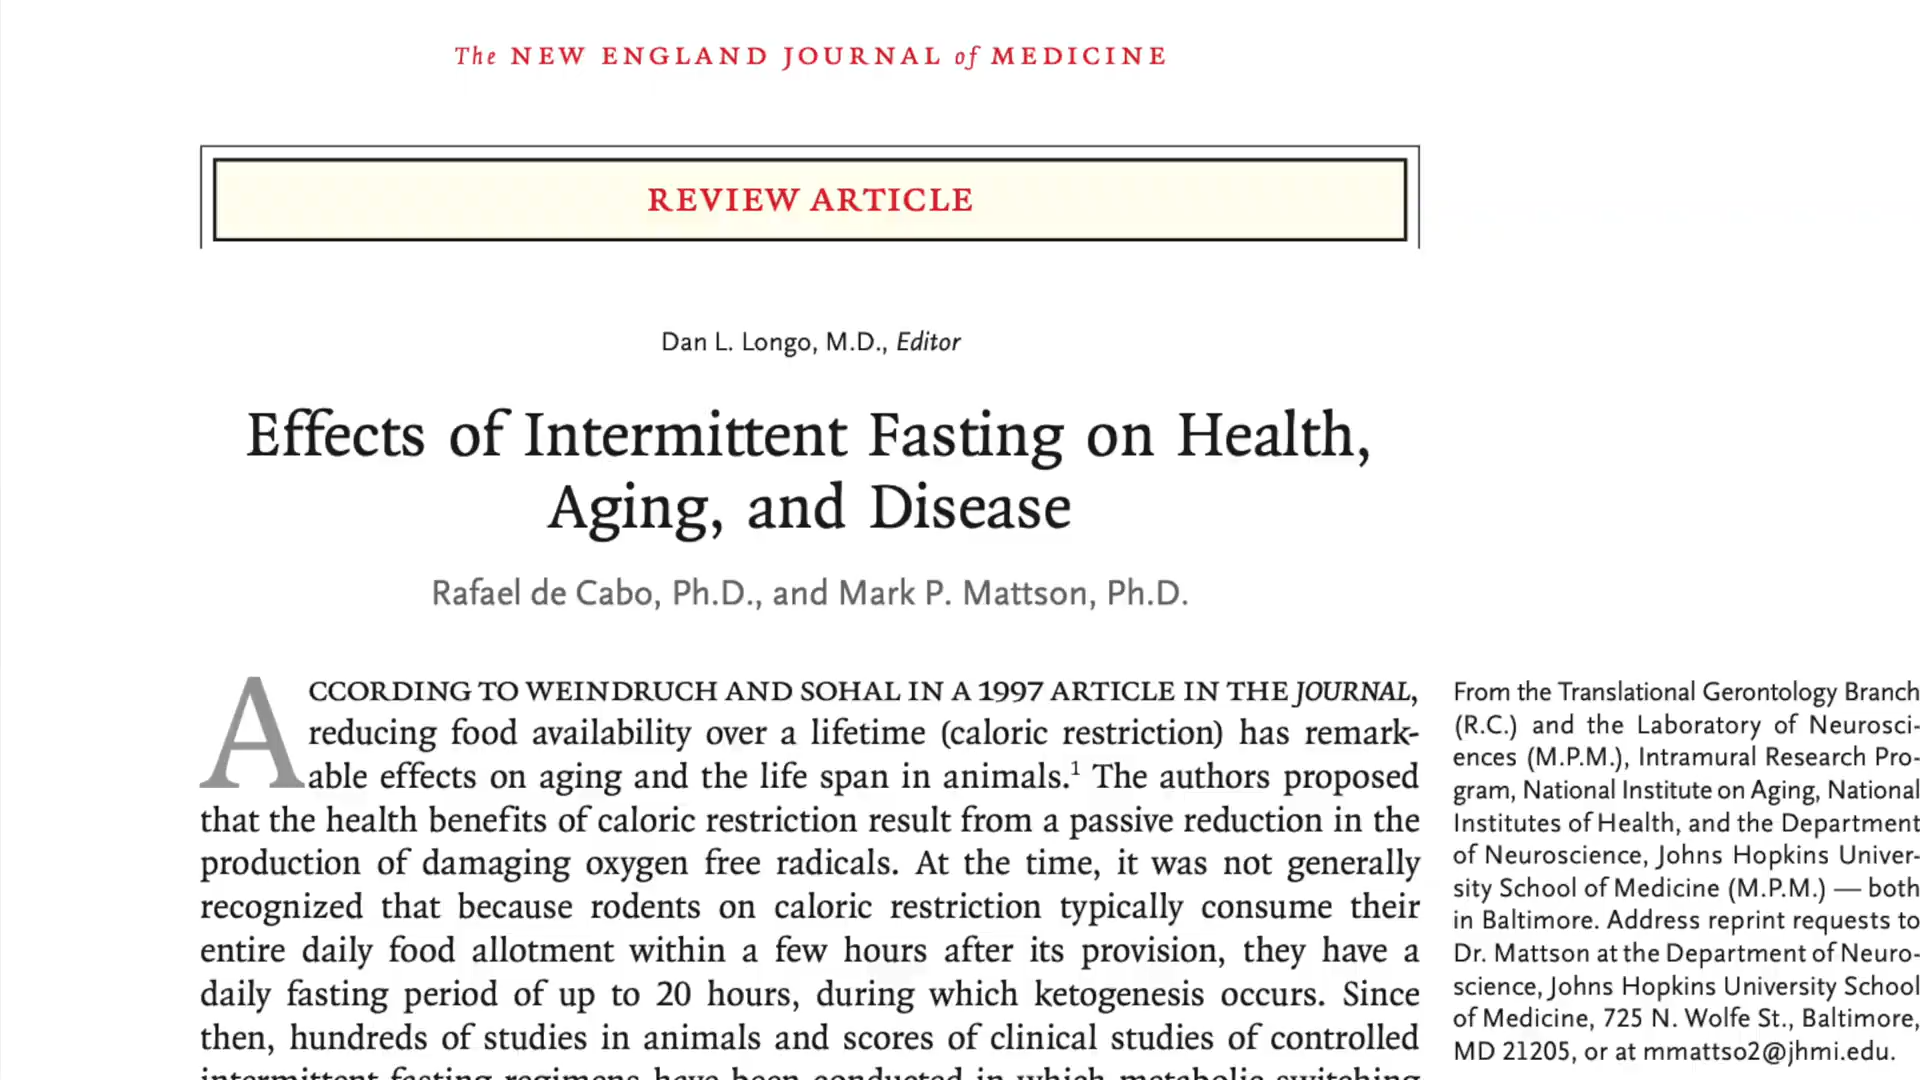 The NEW ENGLAND JOURNAL of MEDICINE
REVIEW ARTICLE
Dan L. Longo, M.D., Editor
Effects of Intermittent Fasting on Health,
Aging, and Disease
Rafael de Cabo, Ph.D., and Mark P. Mattson, Ph.D.
ACCORDING TO WEINDRUCH AND SOHAL IN A 1997 ARTICLE IN THE JOURNAL,
reducing food availability over a lifetime (caloric restriction) has remark-
able effects on aging and the life span in animals.1 The authors proposed
that the health benefits of caloric restriction result from a passive reduction in the
production of damaging oxygen free radicals. At the time, it was not generally
recognized that because rodents on caloric restriction typically consume their
entire daily food allotment within a few hours after its provision, they have a
daily fasting period of up to 20 hours, during which ketogenesis occurs. Since
then, hundreds of studies in animals and scores of clinical studies of controlled
intermittent fasting regimens have been conducted in which metabolic switching
From the Translational Gerontology Branch
(R.C.) and the Laboratory of Neurosci-
ences (M.P.M.), Intramural Research Pro-
gram, National Institute on Aging, National
Institutes of Health, and the Department
of Neuroscience, Johns Hopkins Univer-
sity School of Medicine (M.P.M.) — both
in Baltimore. Address reprint requests to
Dr. Mattson at the Department of Neuro-
science, Johns Hopkins University School
of Medicine, 725 N. Wolfe St., Baltimore,
MD 21205, or at mmattso2@jhmi.edu.